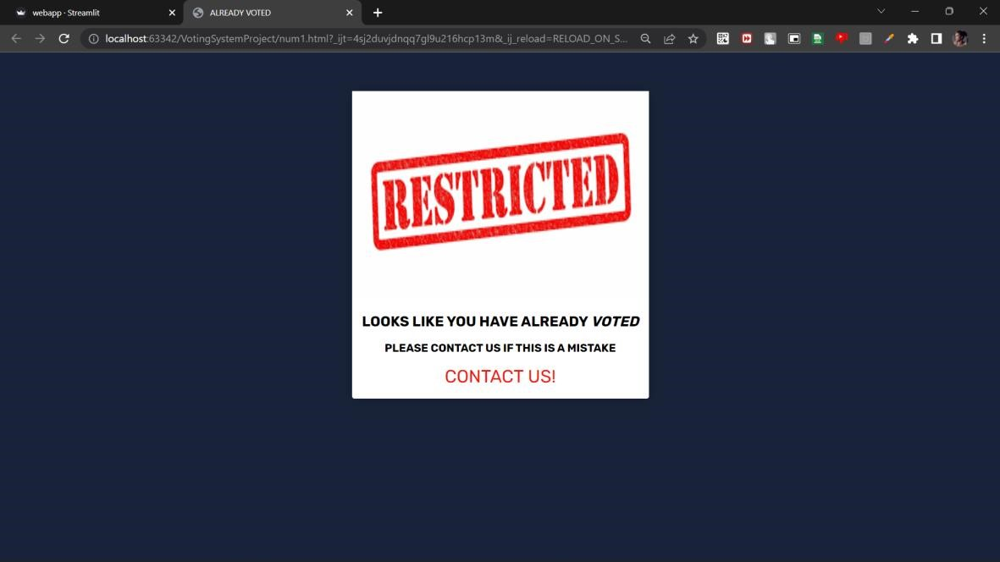 webapp · Streamlit
ALREADY VOTED
localhost:63342/VotingSystemProject/num1.html?_ijt=4sj2duvjdnqq7gl9u216hcp13m&_ij_reload=RELOAD_ON_S...
RESTRICTED
LOOKS LIKE YOU HAVE ALREADY VOTED
PLEASE CONTACT US IF THIS IS A MISTAKE
CONTACT US!